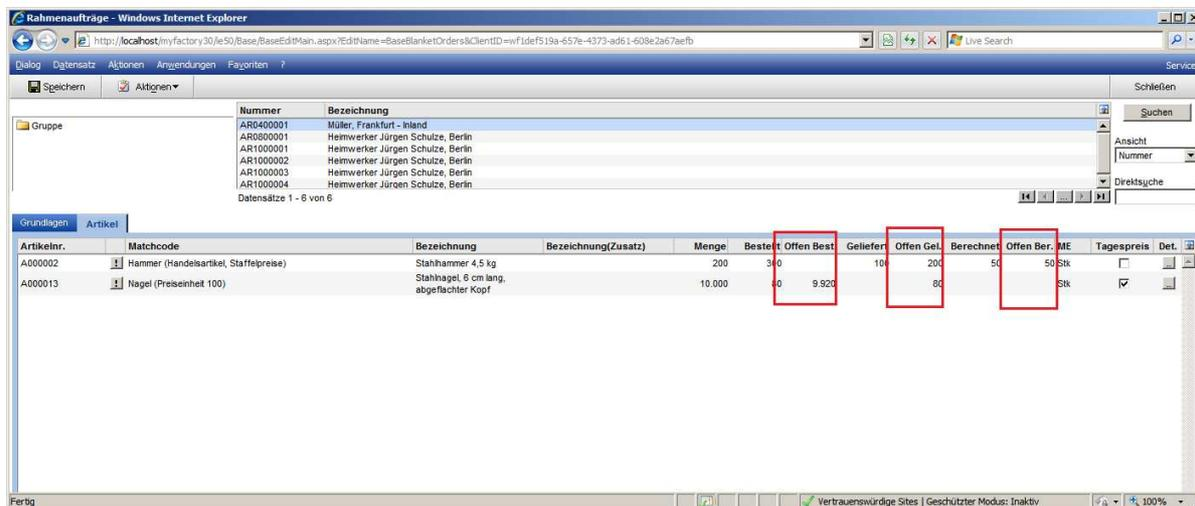 Rahmenaufträge - Windows Internet Explorer
http://localhost/myfactory30/ie50/Base/BaseEditMain.aspx?EditName=BaseBlanketOrders&ClientID=wf1def519a-657e-4373-ad61-608e2a67aefb Live Search
Dialog Datensatz Aktionen Anwendungen Favoriten ? Service
Speichern Aktionen Schließen
Nummer Bezeichnung Suchen
Gruppe AR0400001 Müller, Frankfurt - Inland
AR0800001 Heimwerker Jürgen Schulze, Berlin
AR1000001 Heimwerker Jürgen Schulze, Berlin Ansicht
AR1000002 Heimwerker Jürgen Schulze, Berlin Nummer
AR1000003 Heimwerker Jürgen Schulze, Berlin
AR1000004 Heimwerker Jürgen Schulze, Berlin Direktsuche
Datensätze 1 - 6 von 6 ...
Grundlagen Artikel
Artikelnr. Matchcode Bezeichnung Bezeichnung(Zusatz) Menge Bestellt Offen Best. Geliefert Offen Gel. Berechnet Offen Ber. ME Tagespreis Det.
A000002 ! Hammer (Handelsartikel, Staffelpreise) Stahlhammer 4,5 kg 200 300 100 200 50 50 Stk ...
A000013 ! Nagel (Preiseinheit 100) Stahlnagel, 6 cm lang, 10.000 80 9.920 80 Stk ...
abgeflachter Kopf
Fertig Vertrauenswürdige Sites | Geschützter Modus: Inaktiv 100%